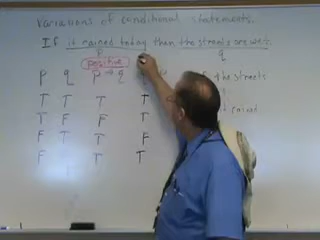 Variations of conditional statements.
If it rained today then the streets are wet.
p q
positive
p q p → q
the streets
T T T T rained
T F F T
F T T F
F T T